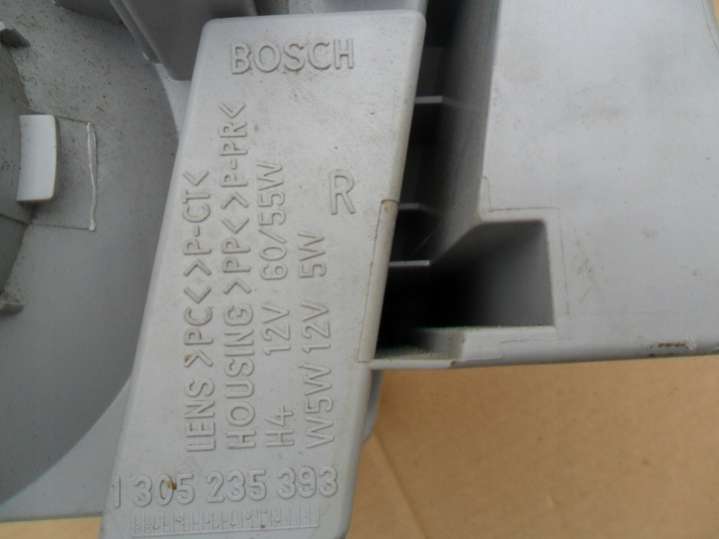 BOSCH
R
LENS >PC< >P-CT<
HOUSING >PP< >P-PR<
H4 12V 60/55W
W5W 12V 5W
1 305 235 393